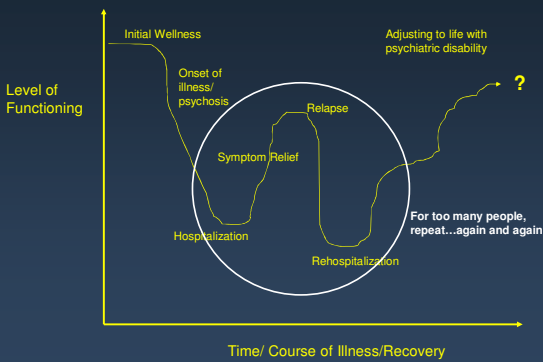 Initial Wellness
Adjusting to life with
psychiatric disability
Onset of
illness/
psychosis
?
Level of
Functioning
Relapse
Symptom Relief
For too many people,
repeat…again and again
Hospitalization
Rehospitalization
Time/ Course of Illness/Recovery